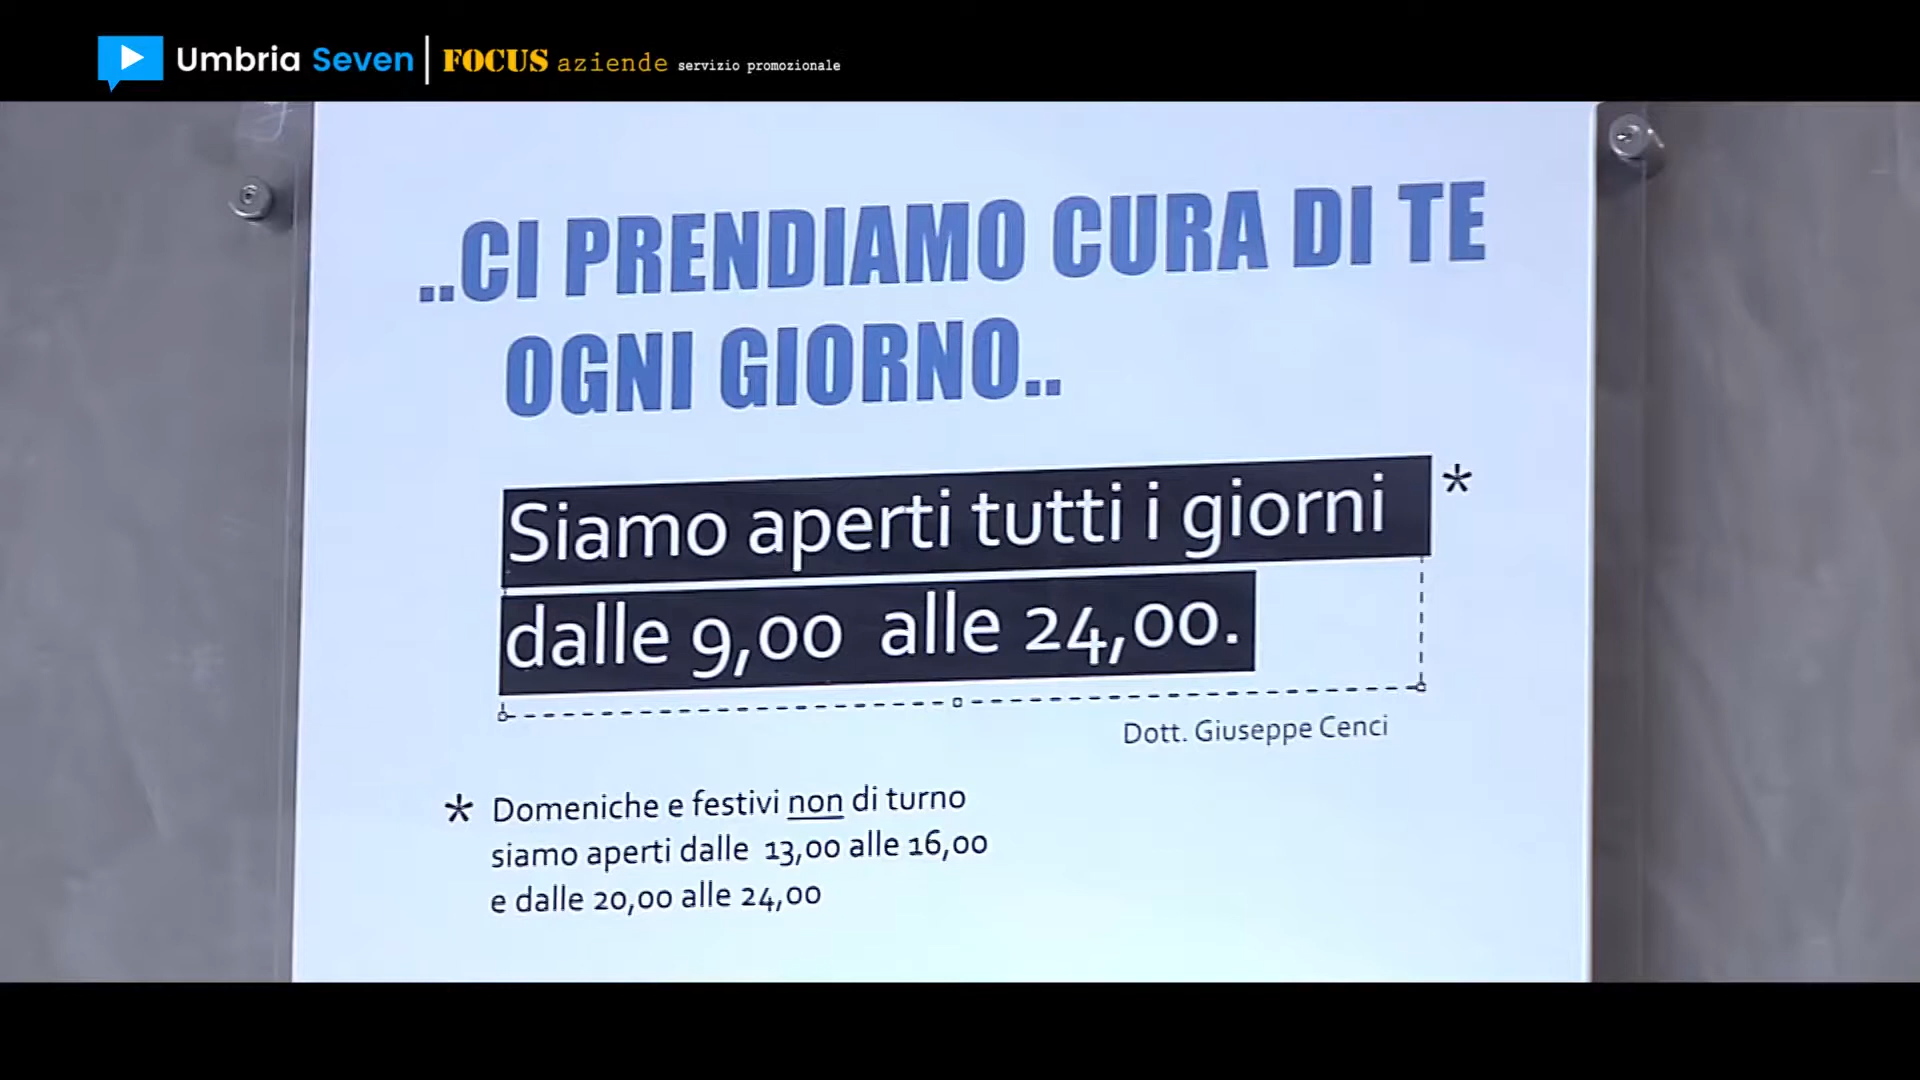 Umbria Seven | FOCUS aziende servizio promozionale
..CI PRENDIAMO CURA DI TE
OGNI GIORNO..
Siamo aperti tutti i giorni *
dalle 9,00 alle 24,00.
Dott. Giuseppe Cenci
* Domeniche e festivi non di turno
siamo aperti dalle 13,00 alle 16,00
e dalle 20,00 alle 24,00